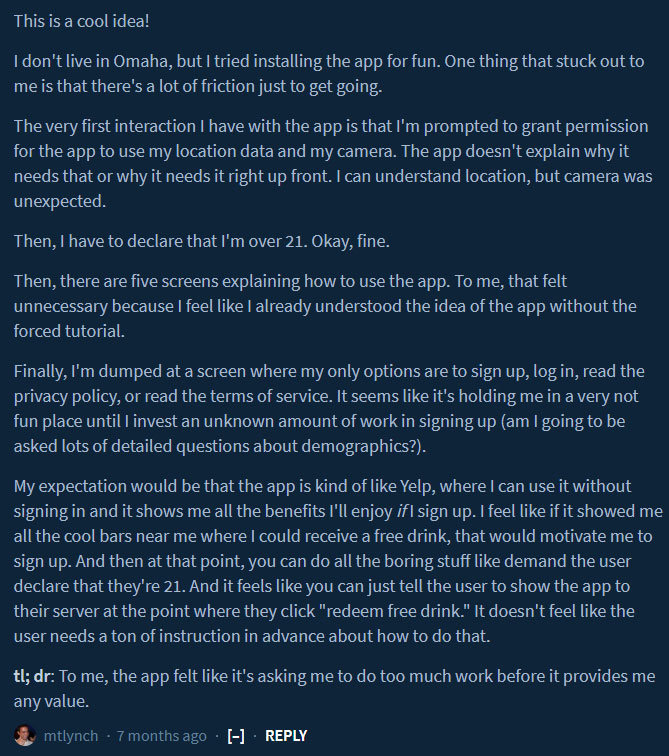 This is a cool idea!
I don't live in Omaha, but I tried installing the app for fun. One thing that stuck out to
me is that there's a lot of friction just to get going.
The very first interaction I have with the app is that I'm prompted to grant permission
for the app to use my location data and my camera. The app doesn't explain why it
needs that or why it needs it right up front. I can understand location, but camera was
unexpected.
Then, I have to declare that I'm over 21. Okay, fine.
Then, there are five screens explaining how to use the app. To me, that felt
unnecessary because I feel like I already understood the idea of the app without the
forced tutorial.
Finally, I'm dumped at a screen where my only options are to sign up, log in, read the
privacy policy, or read the terms of service. It seems like it's holding me in a very not
fun place until I invest an unknown amount of work in signing up (am I going to be
asked lots of detailed questions about demographics?).
My expectation would be that the app is kind of like Yelp, where I can use it without
signing in and it shows me all the benefits I'll enjoy if I sign up. I feel like if it showed me
all the cool bars near me where I could receive a free drink, that would motivate me to
sign up. And then at that point, you can do all the boring stuff like demand the user
declare that they're 21. And it feels like you can just tell the user to show the app to
their server at the point where they click "redeem free drink." It doesn't feel like the
user needs a ton of instruction in advance about how to do that.
tl; dr: To me, the app felt like it's asking me to do too much work before it provides me
any value.
mtlynch · 7 months ago · [–] · REPLY